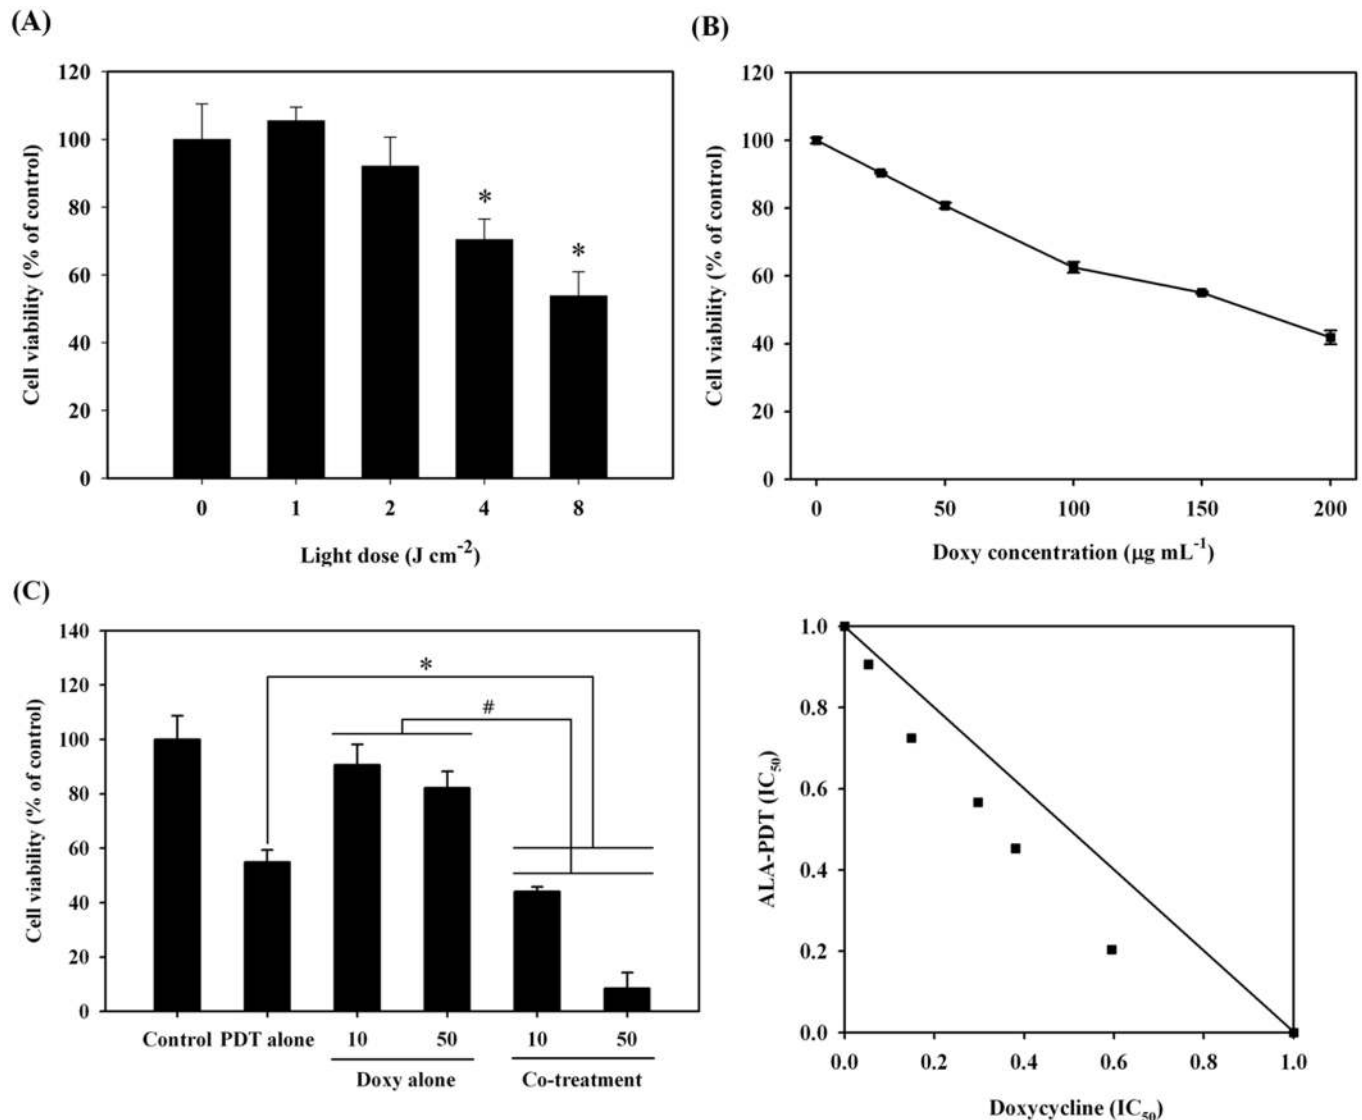 (A)
120
100
80
60
40
20
0
Cell viability (% of control)
*
*
0 1 2 4 8
Light dose (J cm-2)
(B)
120
100
80
60
40
20
0
Cell viability (% of control)
0 50 100 150 200
Doxy concentration (µg mL-1)
(C)
140
120
100
80
60
40
20
0
Cell viability (% of control)
*
#
Control PDT alone 10 50 10 50
Doxy alone Co-treatment
1.0
0.8
0.6
0.4
0.2
0.0
ALA-PDT (IC50)
0.0 0.2 0.4 0.6 0.8 1.0
Doxycycline (IC50)